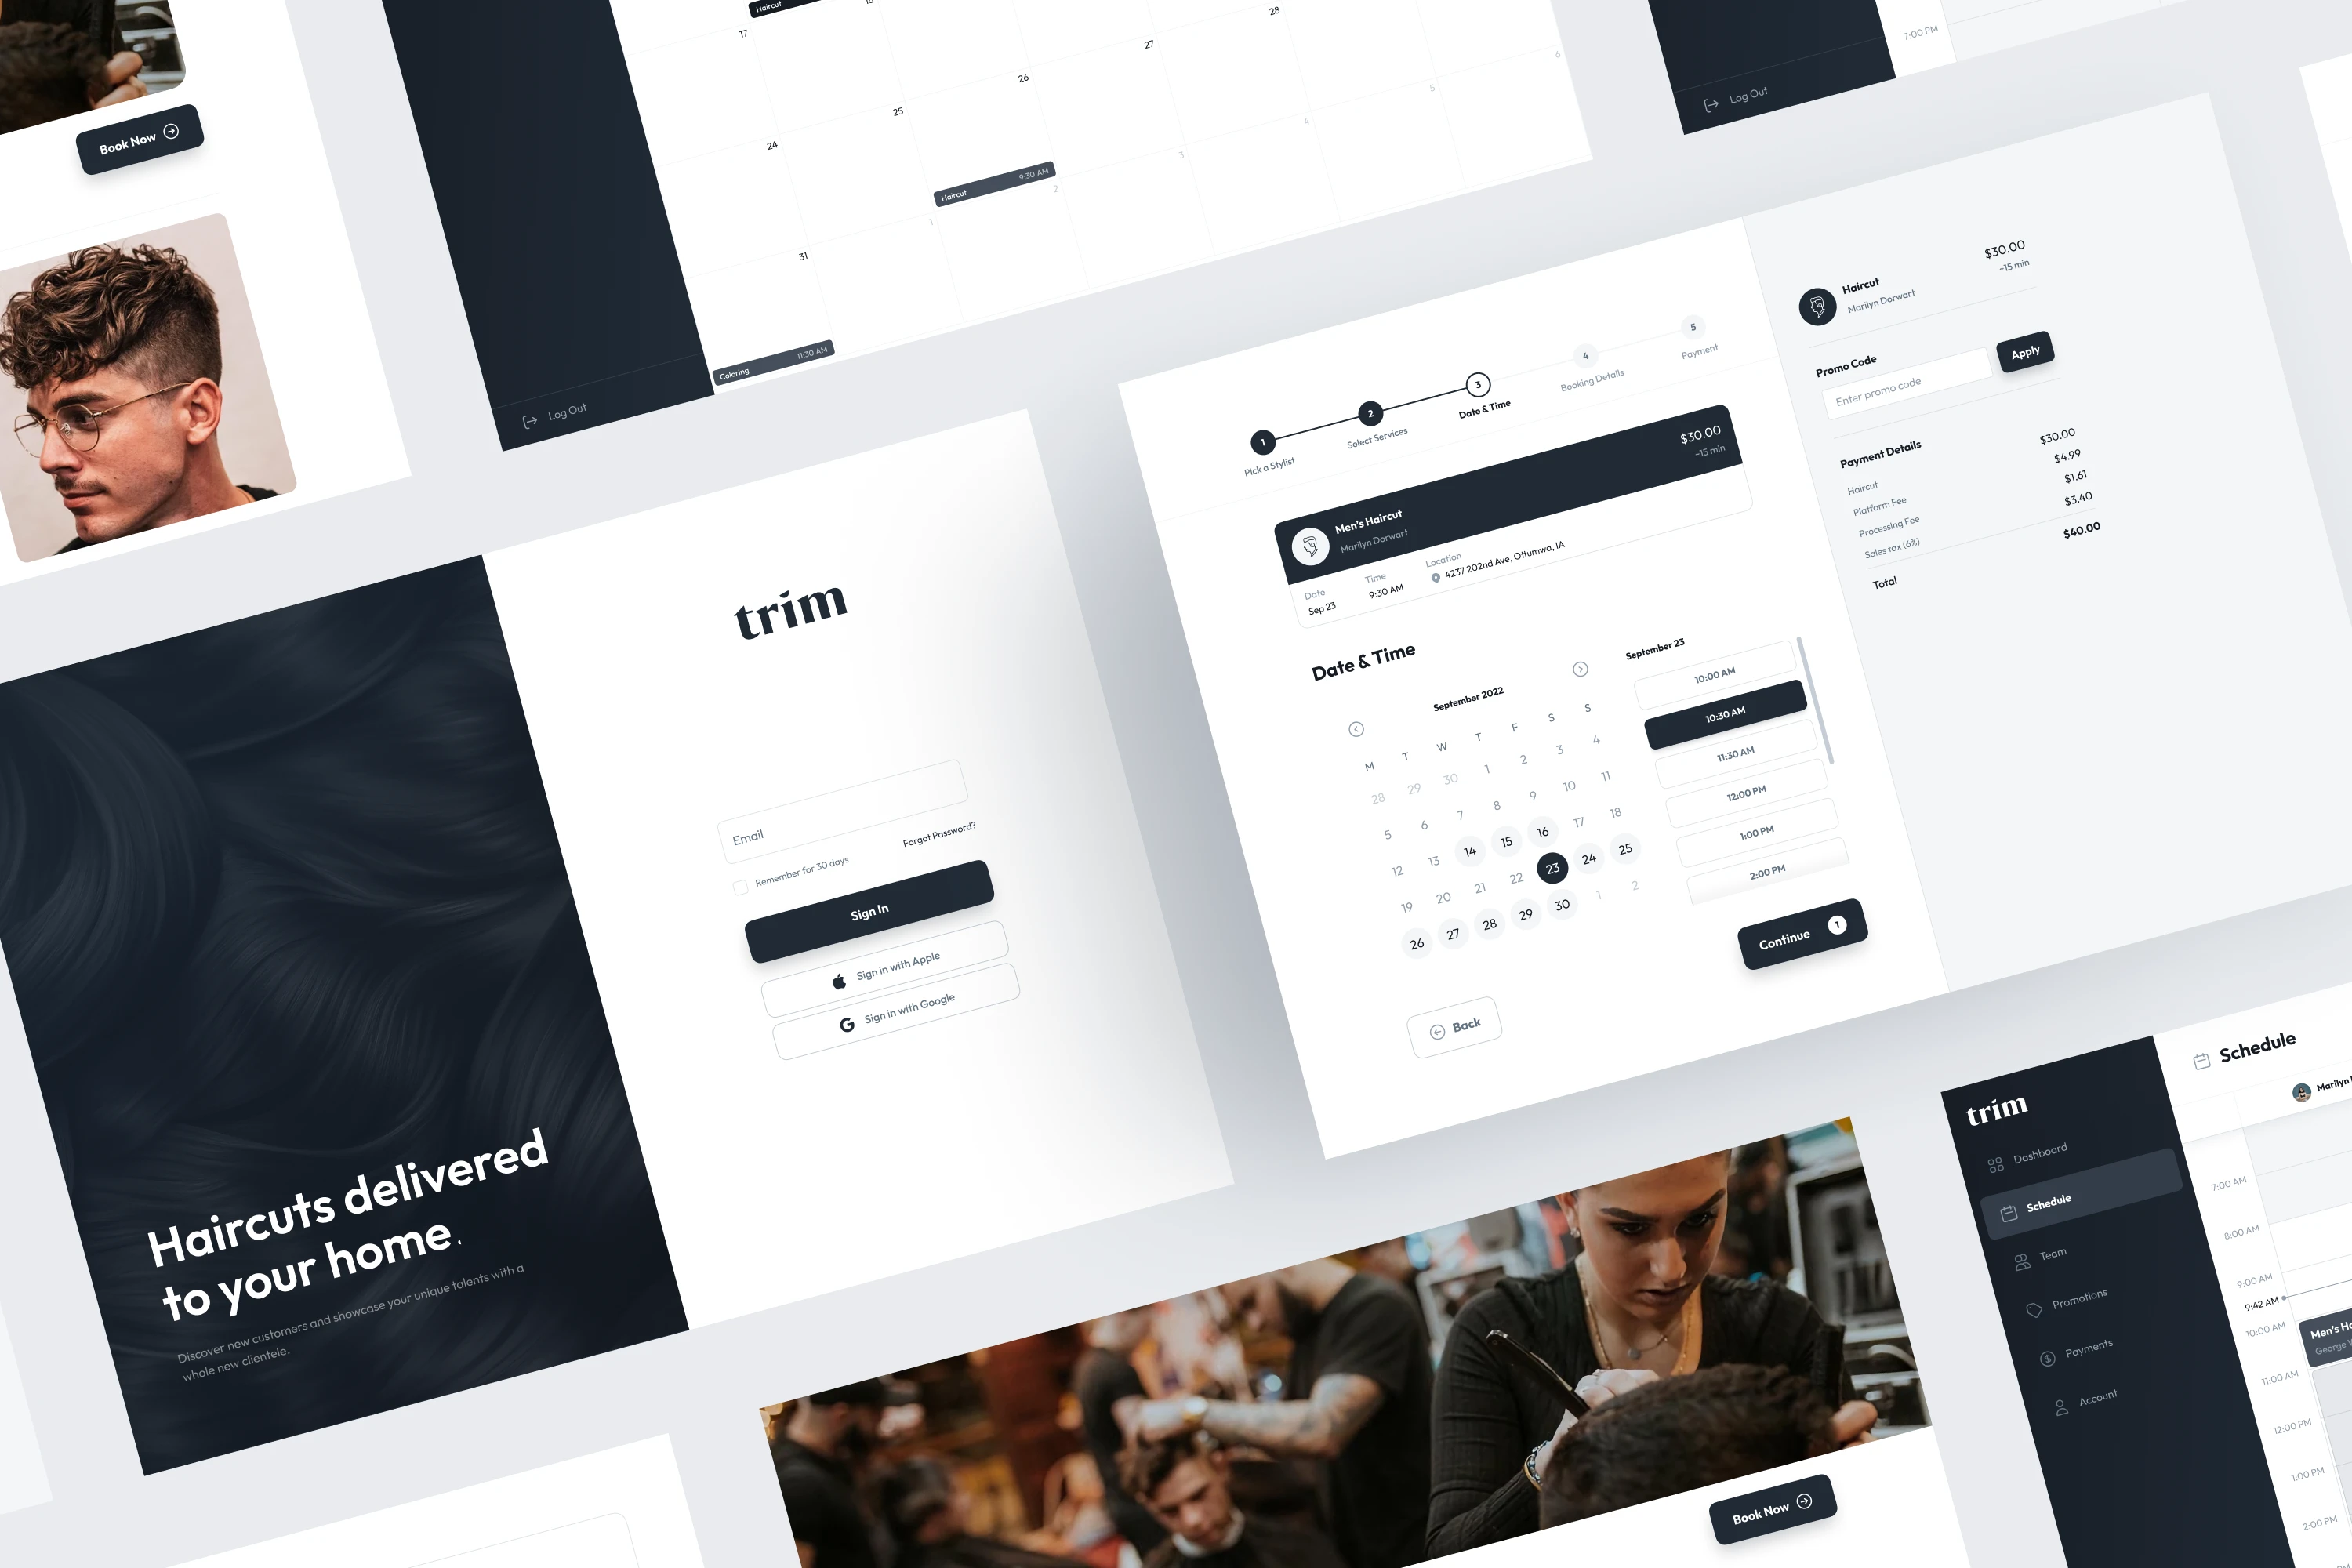 Book Now
Haircut
17
18
24
25
26
27
28
31
1
2
3
4
5
6
Haircut 9:30 AM
Coloring 11:30 AM
Log Out
7:00 PM
Log Out
trim
Email
Remember for 30 days
Forgot Password?
Sign In
Sign in with Apple
Sign in with Google
Haircuts delivered
to your home.
Discover new customers and showcase your unique talents with a
whole new clientele.
1 2 3 4 5
Pick a Stylist
Select Services
Date & Time
Booking Details
Payment
Men's Haircut $30.00
Marilyn Dorwart ~15 min
Date Time Location
Sep 23 9:30 AM 4237 202nd Ave, Ottumwa, IA
Date & Time
September 2022
M T W T F S S
28 29 30 1 2 3 4
5 6 7 8 9 10 11
12 13 14 15 16 17 18
19 20 21 22 23 24 25
26 27 28 29 30 1 2
September 23
10:00 AM
10:30 AM
11:30 AM
12:00 PM
1:00 PM
2:00 PM
Back
Continue 1
Haircut $30.00
Marilyn Dorwart ~15 min
Promo Code
Enter promo code Apply
Payment Details
Haircut $30.00
Platform Fee $4.99
Processing Fee $1.61
Sales tax (6%) $3.40
Total $40.00
Book Now
trim
Dashboard
Schedule
Team
Promotions
Payments
Account
Schedule
Marilyn
7:00 AM
8:00 AM
9:00 AM
9:42 AM
10:00 AM
11:00 AM
12:00 PM
1:00 PM
2:00 PM
Men's Ha
George